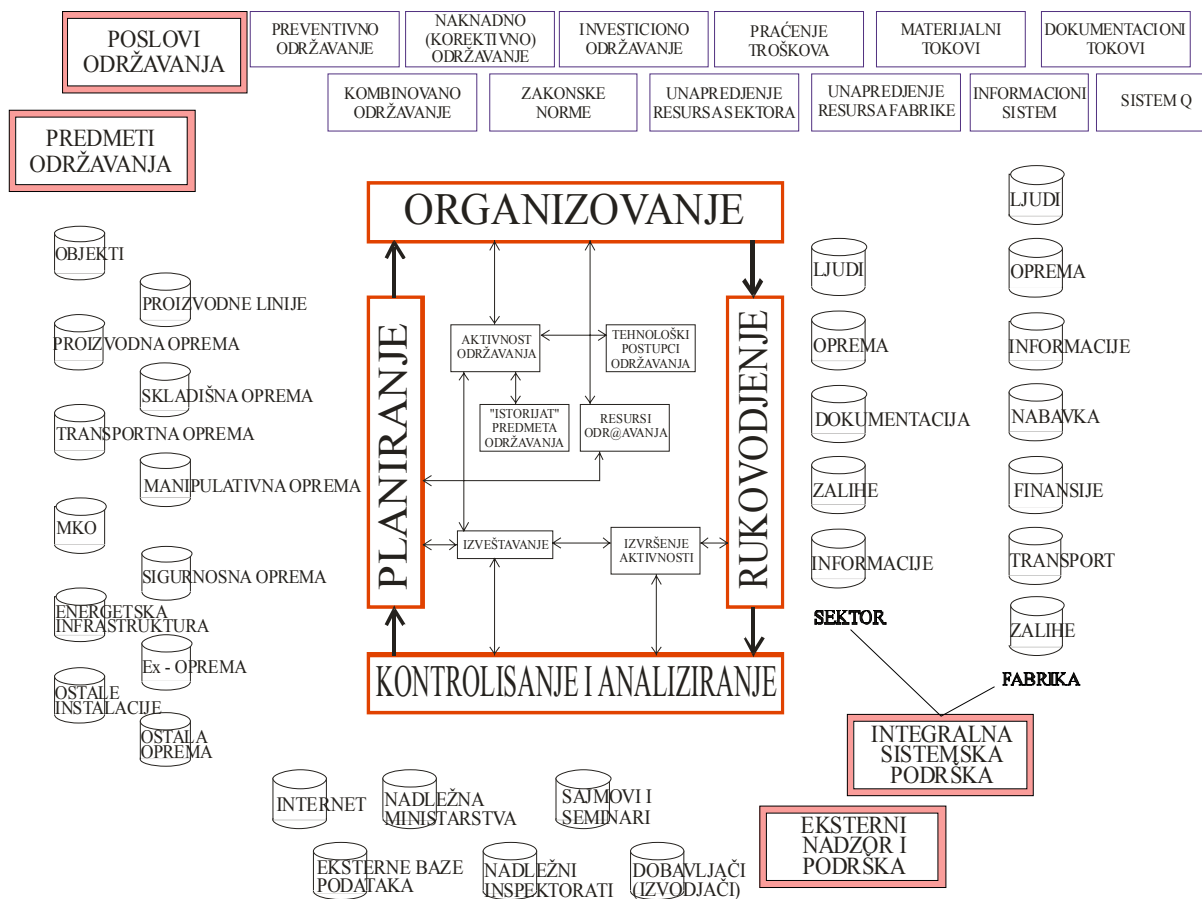 POSLOVI
ODRŽAVANJA
PREVENTIVNO
ODRŽAVANJE
NAKNADNO
(KOREKTIVNO)
ODRŽAVANJE
INVESTICIONO
ODRŽAVANJE
PRAĆENJE
TROŠKOVA
MATERIJALNI
TOKOVI
DOKUMENTACIONI
TOKOVI
KOMBINOVANO
ODRŽAVANJE
ZAKONSKE
NORME
UNAPREDJENJE
RESURSA SEKTORA
UNAPREDJENJE
RESURSA FABRIKE
INFORMACIONI
SISTEM
SISTEM Q
PREDMETI
ODRŽAVANJA
OBJEKTI
PROIZVODNE LINIJE
PROIZVODNA OPREMA
SKLADIŠNA OPREMA
TRANSPORTNA OPREMA
MANIPULATIVNA OPREMA
MKO
SIGURNOSNA OPREMA
ENERGETSKA
INFRASTRUKTURA
Ex - OPREMA
OSTALE
INSTALACIJE
OSTALA
OPREMA
ORGANIZOVANJE
PLANIRANJE
RUKOVODJENJE
KONTROLISANJE I ANALIZIRANJE
AKTIVNOST
ODRŽAVANJA
TEHNOLOŠKI
POSTUPCI
ODRŽAVANJA
"ISTORIJAT"
PREDMETA
ODRŽAVANJA
RESURSI
ODR@AVANJA
IZVEŠTAVANJE
IZVRŠENJE
AKTIVNOSTI
LJUDI
OPREMA
DOKUMENTACIJA
ZALIHE
INFORMACIJE
SEKTOR
LJUDI
OPREMA
INFORMACIJE
NABAVKA
FINANSIJE
TRANSPORT
ZALIHE
FABRIKA
INTEGRALNA
SISTEMSKA
PODRŠKA
INTERNET
NADLEŽNA
MINISTARSTVA
SAJMOVI I
SEMINARI
EKSTERNE BAZE
PODATAKA
NADLEŽNI
INSPEKTORATI
DOBAVLJAČI
(IZVODJAČI)
EKSTERNI
NADZOR I
PODRŠKA